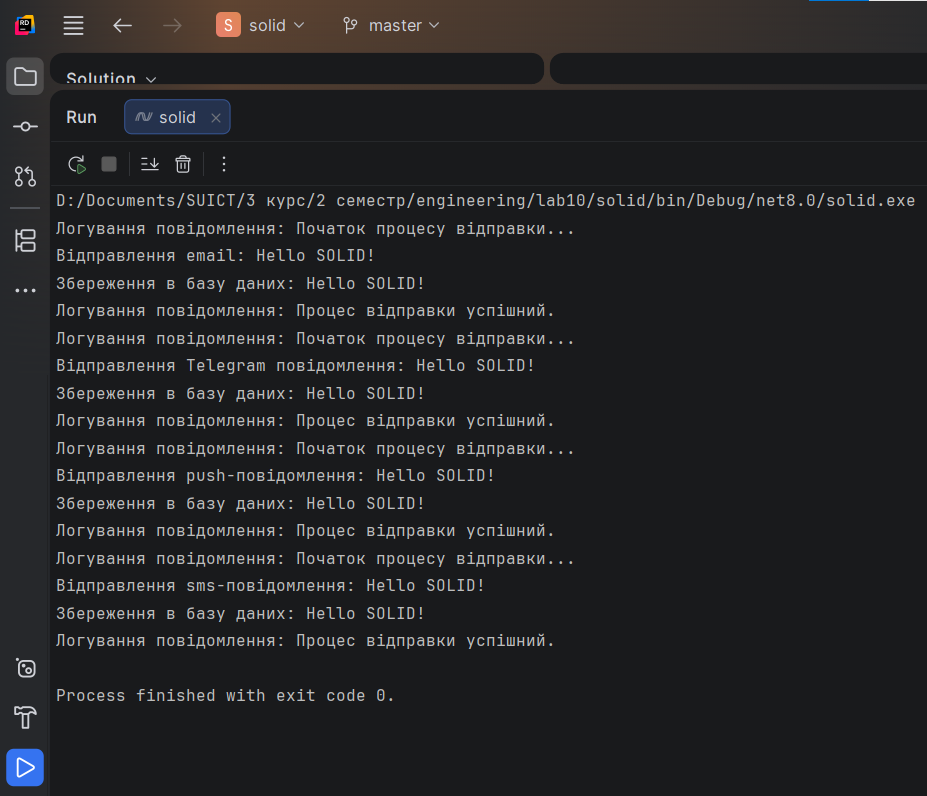 RD
S solid master
Solution
Run solid
D:/Documents/SUICT/3 курс/2 семестр/engineering/lab10/solid/bin/Debug/net8.0/solid.exe
Логування повідомлення: Початок процесу відправки...
Відправлення email: Hello SOLID!
Збереження в базу даних: Hello SOLID!
Логування повідомлення: Процес відправки успішний.
Логування повідомлення: Початок процесу відправки...
Відправлення Telegram повідомлення: Hello SOLID!
Збереження в базу даних: Hello SOLID!
Логування повідомлення: Процес відправки успішний.
Логування повідомлення: Початок процесу відправки...
Відправлення push-повідомлення: Hello SOLID!
Збереження в базу даних: Hello SOLID!
Логування повідомлення: Процес відправки успішний.
Логування повідомлення: Початок процесу відправки...
Відправлення sms-повідомлення: Hello SOLID!
Збереження в базу даних: Hello SOLID!
Логування повідомлення: Процес відправки успішний.
Process finished with exit code 0.